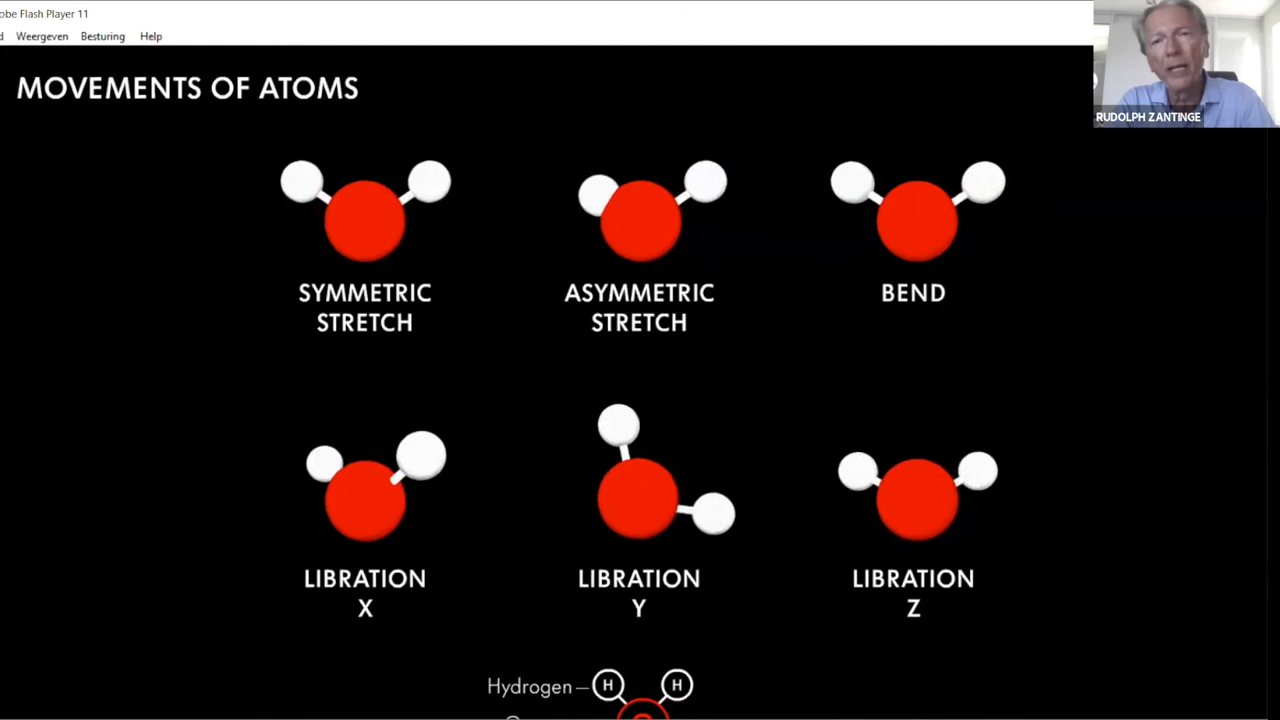 obe Flash Player 11
d Weergeven Besturing Help
RUDOLPH ZANTINGE
MOVEMENTS OF ATOMS
SYMMETRIC
STRETCH
ASYMMETRIC
STRETCH
BEND
LIBRATION
X
LIBRATION
Y
LIBRATION
Z
Hydrogen
H
H